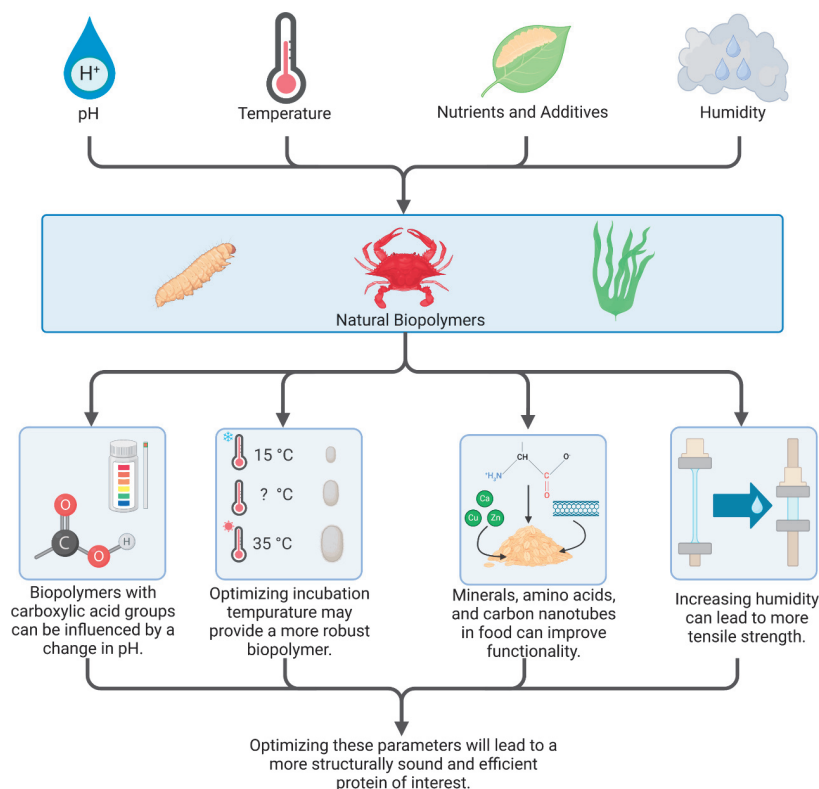 H⁺
pH
Temperature
Nutrients and Additives
Humidity
Natural Biopolymers
O
C
O
H
Biopolymers with
carboxylic acid groups
can be influenced by a
change in pH.
15 °C
? °C
35 °C
Optimizing incubation
tempurature may
provide a more robust
biopolymer.
CH
O⁻
⁺H₃N
C
O
Ca
Cu
Zn
Minerals, amino acids,
and carbon nanotubes
in food can improve
functionality.
Increasing humidity
can lead to more
tensile strength.
Optimizing these parameters will lead to a
more structurally sound and efficient
protein of interest.